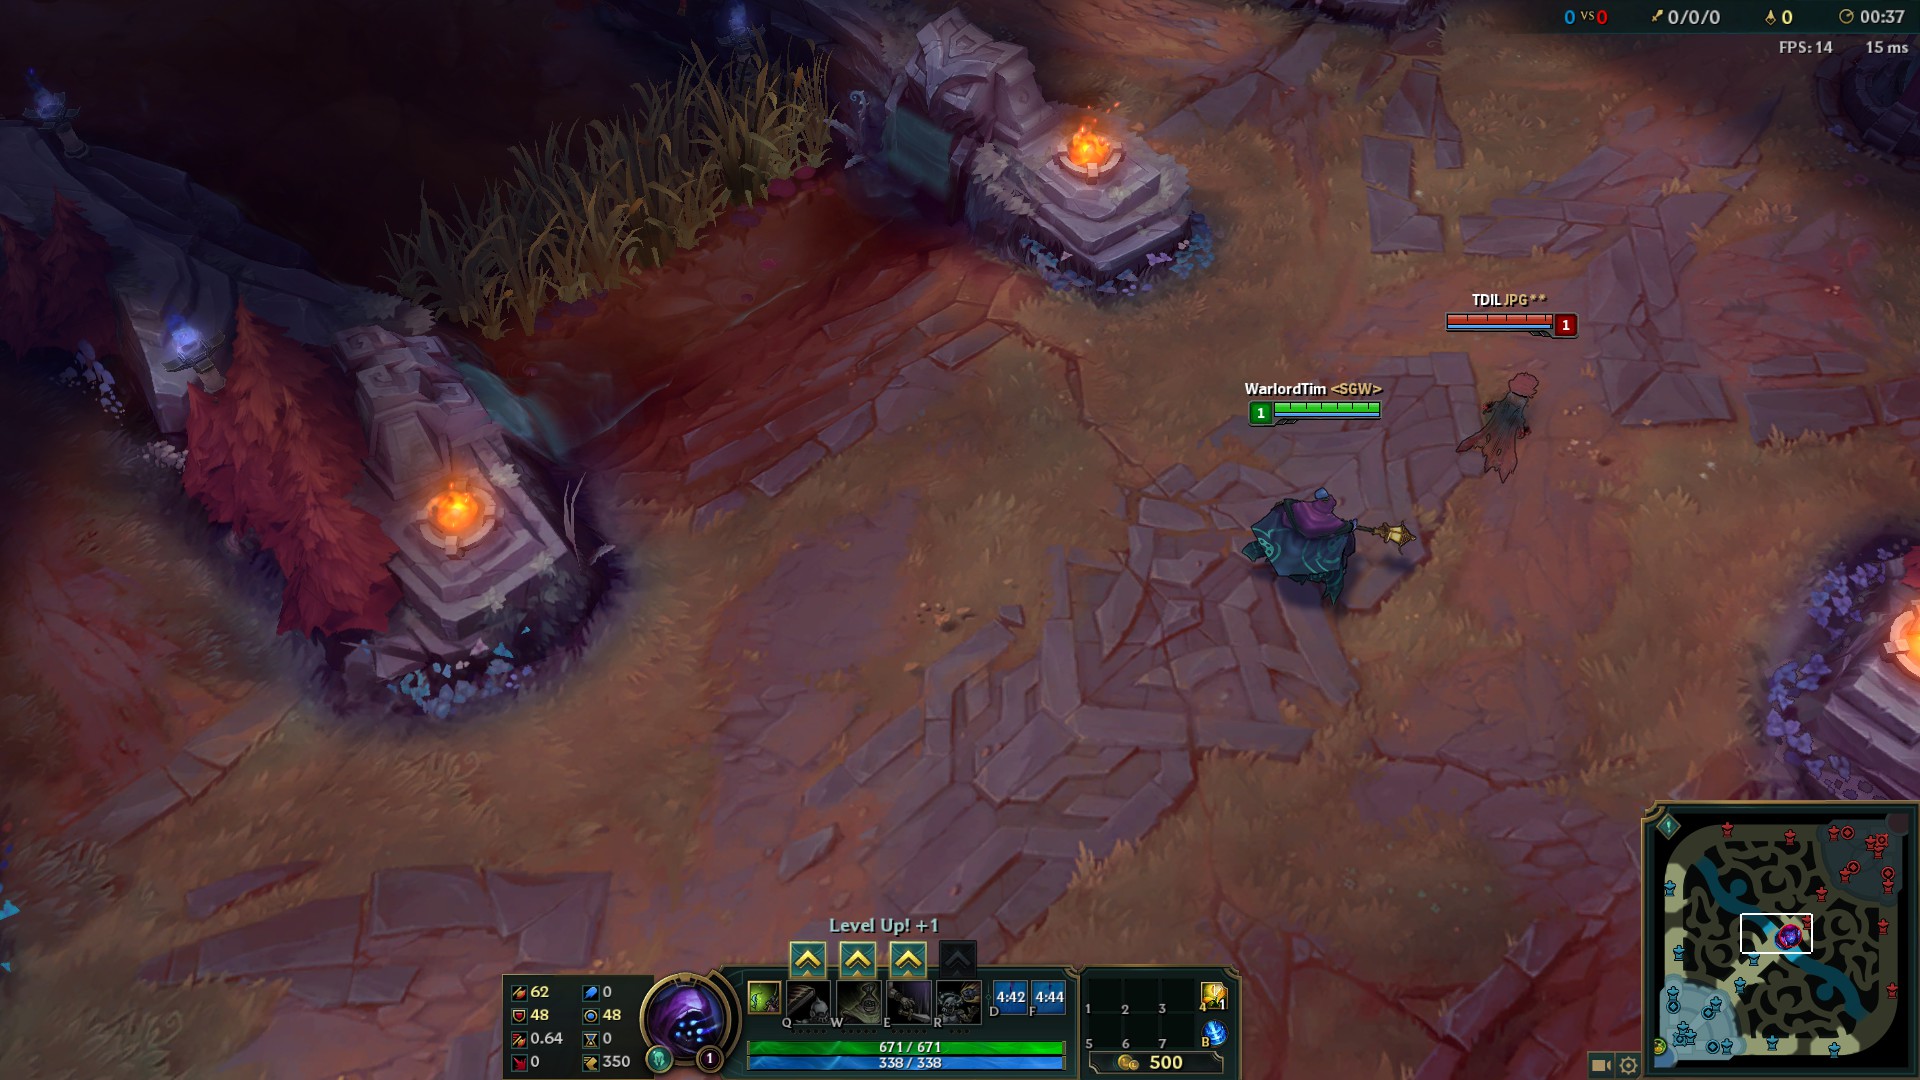 0 VS 0 0/0/0 0 00:37
FPS: 14 15 ms
TDIL JPG**
1
WarlordTim <SGW>
1
Level Up! +1
62 0
48 48
0.64 0
0 350
1
Q W E R
4:42 4:44
D F
671 / 671
338 / 338
1 2 3 4 1
5 6 7 B
500